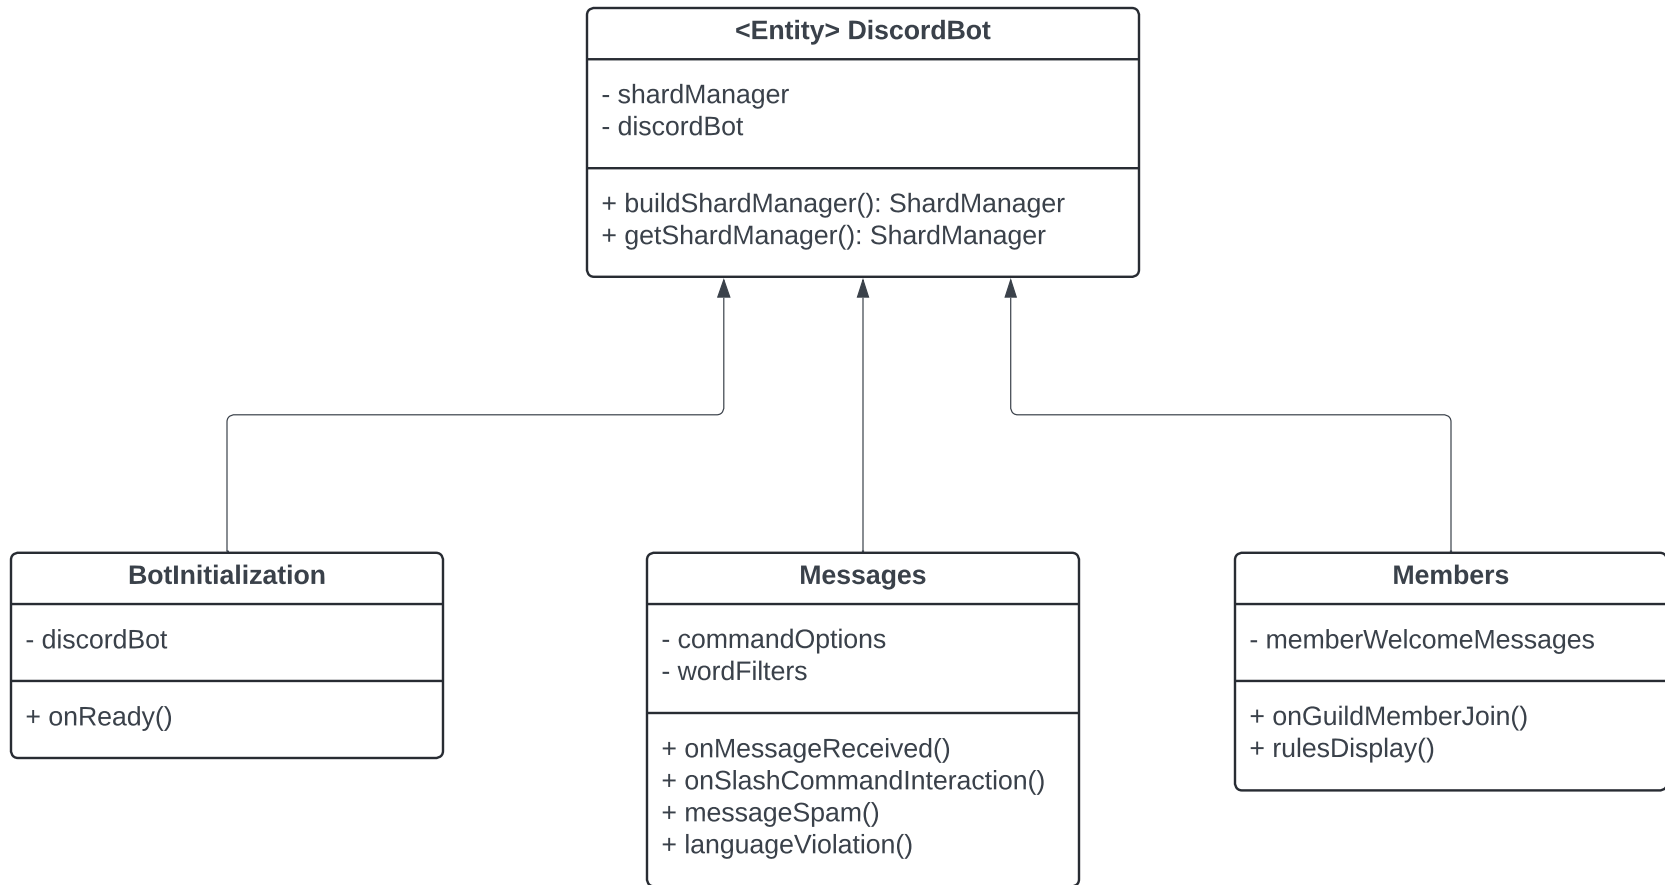 <Entity> DiscordBot
- shardManager
- discordBot
+ buildShardManager(): ShardManager
+ getShardManager(): ShardManager
BotInitialization
- discordBot
+ onReady()
Messages
- commandOptions
- wordFilters
+ onMessageReceived()
+ onSlashCommandInteraction()
+ messageSpam()
+ languageViolation()
Members
- memberWelcomeMessages
+ onGuildMemberJoin()
+ rulesDisplay()